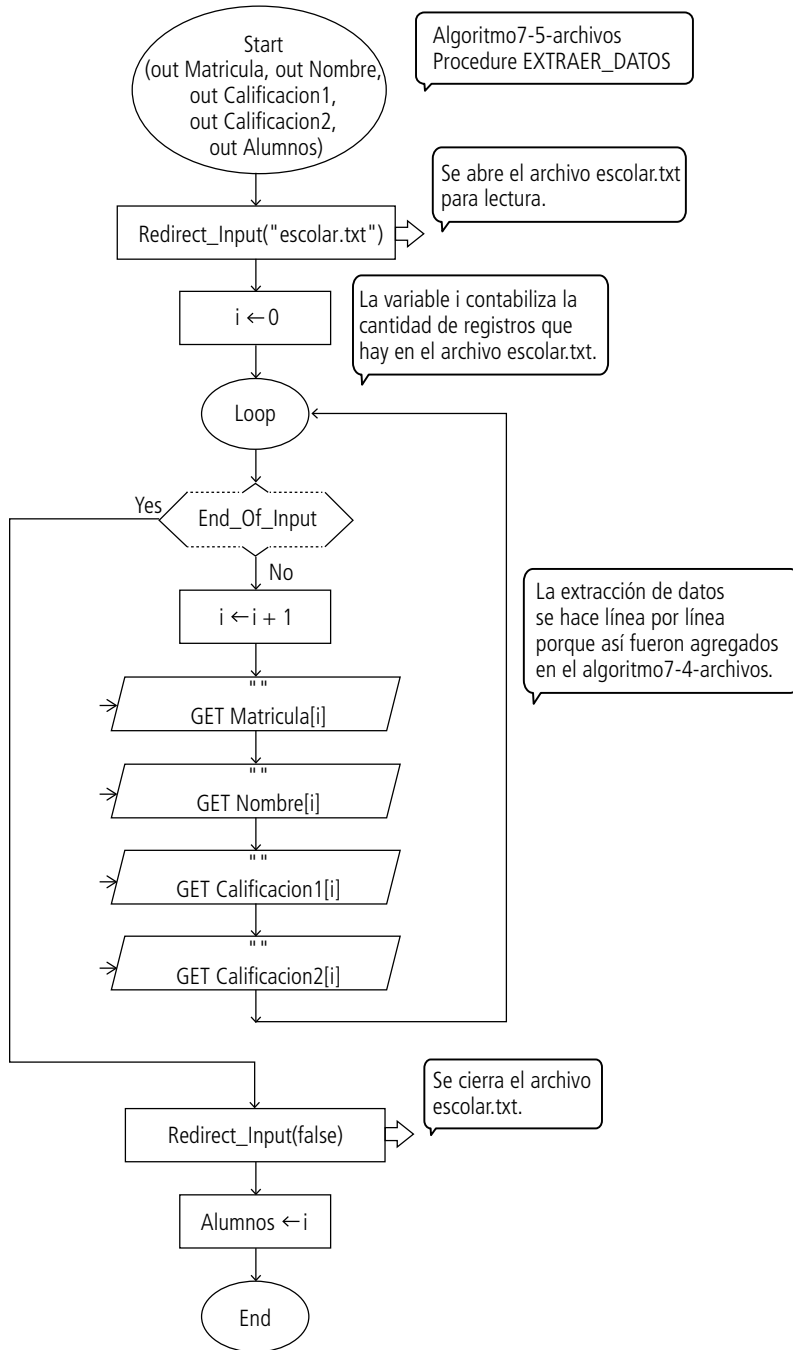 Start
(out Matricula, out Nombre,
out Calificacion1,
out Calificacion2,
out Alumnos)
Algoritmo7-5-archivos
Procedure EXTRAER_DATOS
Se abre el archivo escolar.txt
para lectura.
Redirect_Input("escolar.txt")
i ← 0
La variable i contabiliza la
cantidad de registros que
hay en el archivo escolar.txt.
Loop
Yes
End_Of_Input
No
i ← i + 1
La extracción de datos
se hace línea por línea
porque así fueron agregados
en el algoritmo7-4-archivos.
" "
GET Matricula[i]
" "
GET Nombre[i]
" "
GET Calificacion1[i]
" "
GET Calificacion2[i]
Se cierra el archivo
escolar.txt.
Redirect_Input(false)
Alumnos ← i
End